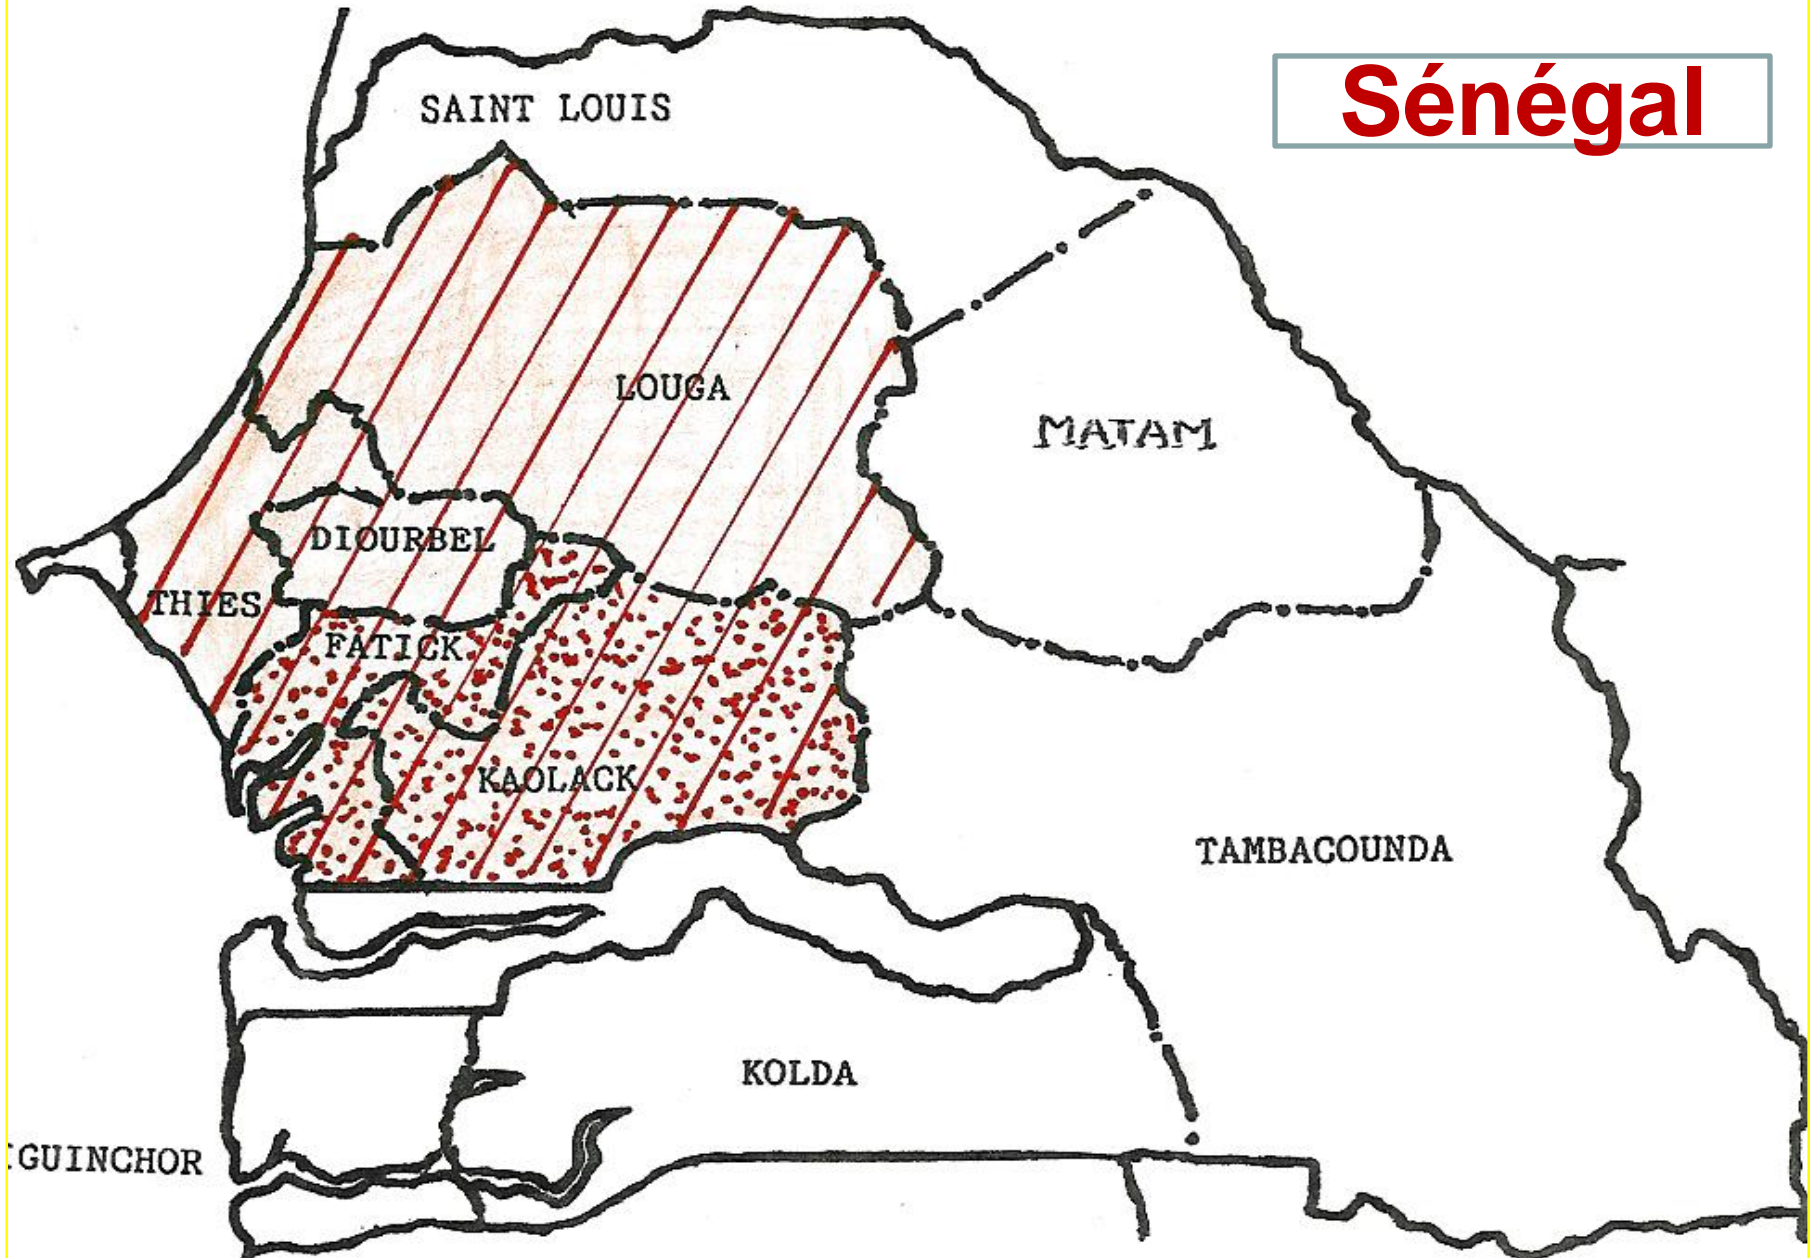 Sénégal
SAINT LOUIS
LOUGA
MATAM
DIOURBEL
THIES
FATICK
KAOLACK
TAMBACOUNDA
KOLDA
GUINCHOR